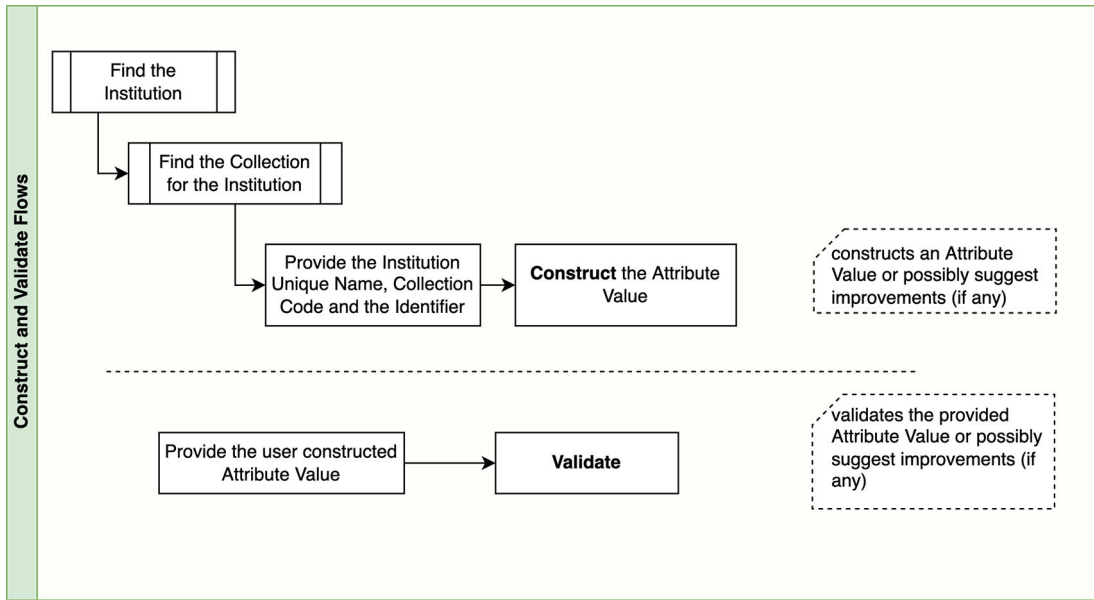 Construct and Validate Flows
Find the
Institution
Find the Collection
for the Institution
Provide the Institution
Unique Name, Collection
Code and the Identifier
Construct the Attribute
Value
constructs an Attribute
Value or possibly suggest
improvements (if any)
Provide the user constructed
Attribute Value
Validate
validates the provided
Attribute Value or possibly
suggest improvements (if
any)